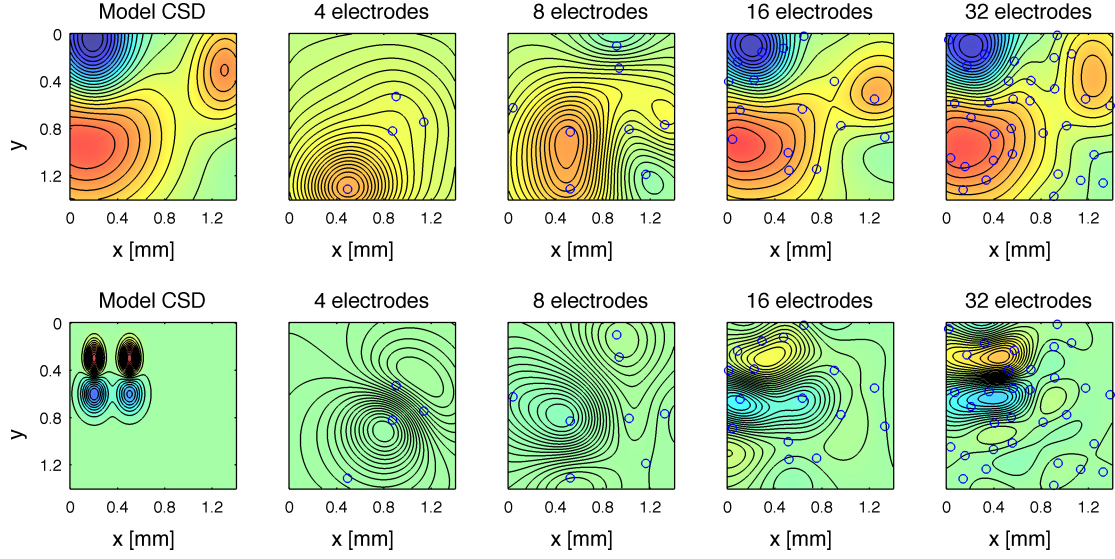 Model CSD 4 electrodes 8 electrodes 16 electrodes 32 electrodes
0
0.4
0.8
1.2
y
0 0.4 0.8 1.2 0 0.4 0.8 1.2 0 0.4 0.8 1.2 0 0.4 0.8 1.2 0 0.4 0.8 1.2
x [mm] x [mm] x [mm] x [mm] x [mm]
Model CSD 4 electrodes 8 electrodes 16 electrodes 32 electrodes
0
0.4
0.8
1.2
y
0 0.4 0.8 1.2 0 0.4 0.8 1.2 0 0.4 0.8 1.2 0 0.4 0.8 1.2 0 0.4 0.8 1.2
x [mm] x [mm] x [mm] x [mm] x [mm]